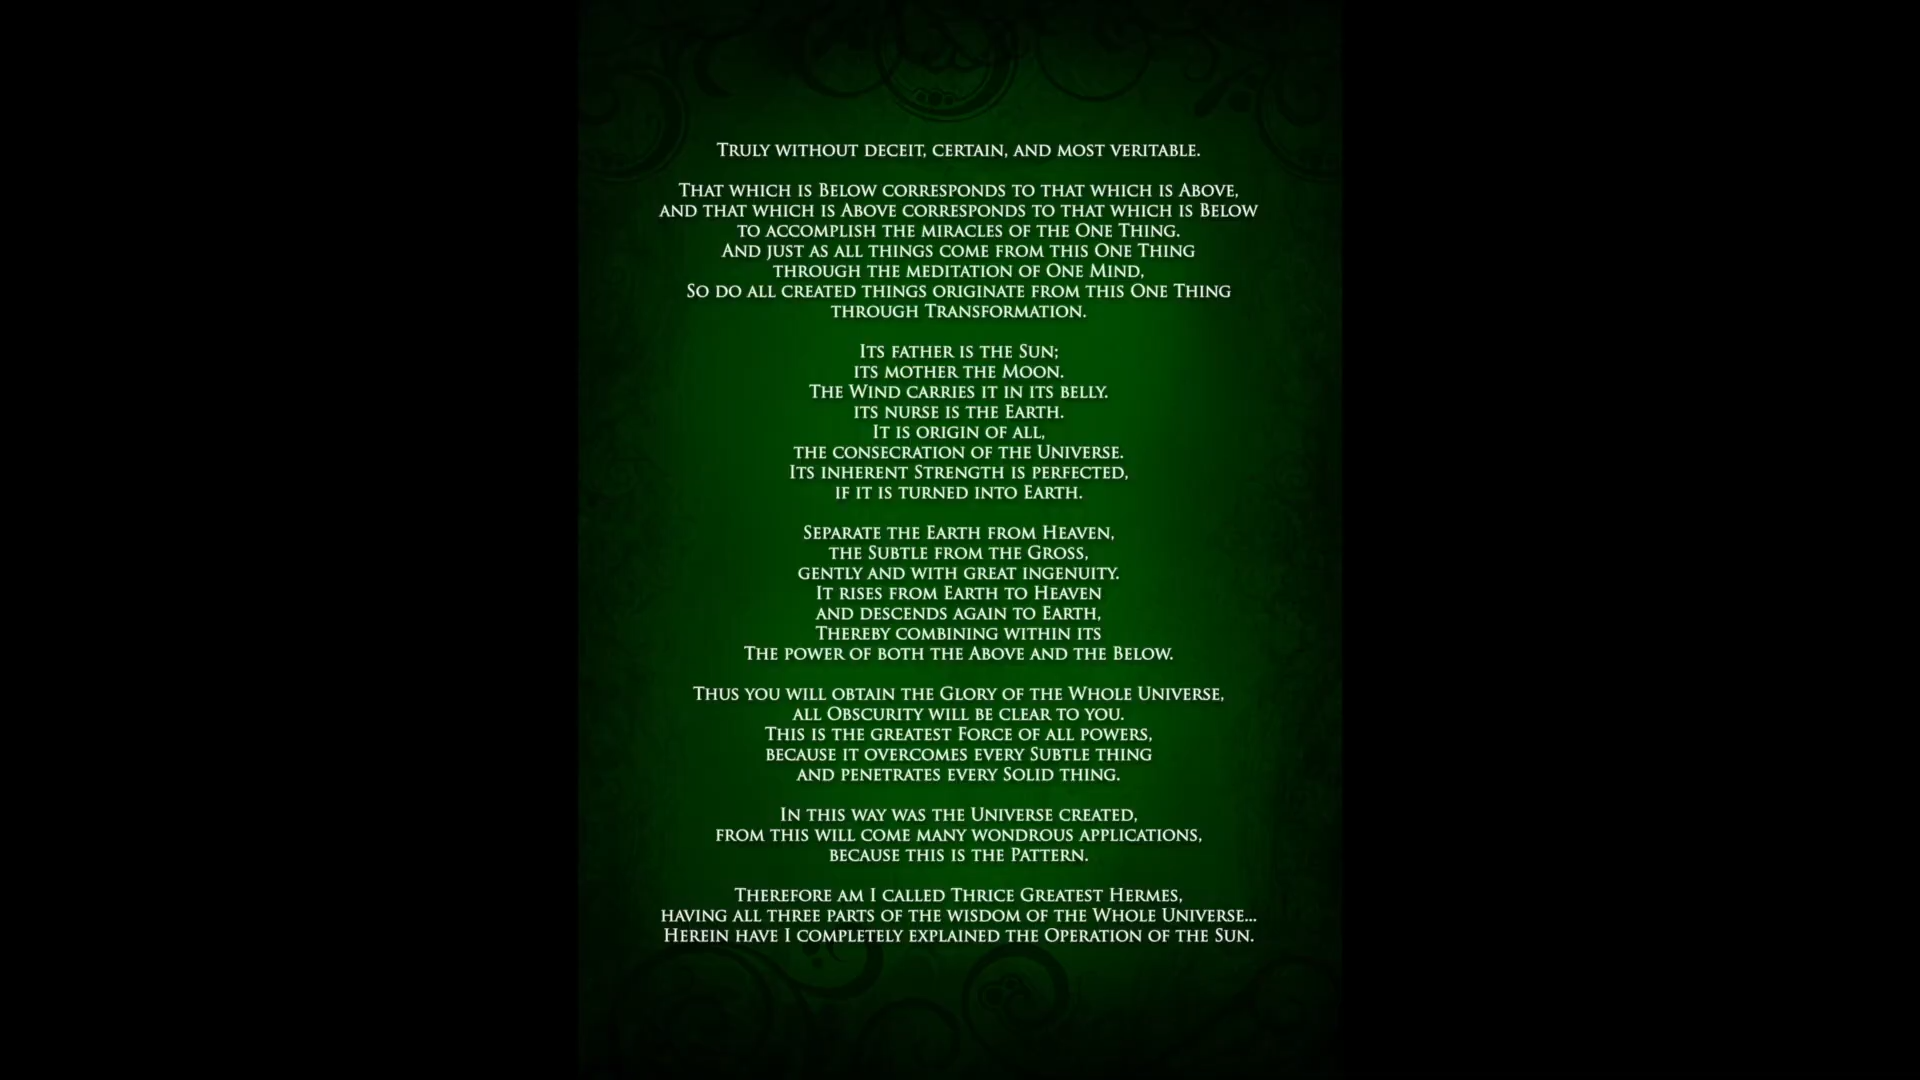 Truly without deceit, certain, and most veritable.
That which is Below corresponds to that which is Above,
and that which is Above corresponds to that which is Below
to accomplish the miracles of the One Thing.
And just as all things come from this One Thing
through the meditation of One Mind,
So do all created things originate from this One Thing
through Transformation.
Its father is the Sun;
its mother the Moon.
The Wind carries it in its belly.
its nurse is the Earth.
It is origin of all,
the consecration of the Universe.
Its inherent Strength is perfected,
if it is turned into Earth.
Separate the Earth from Heaven,
the Subtle from the Gross,
gently and with great ingenuity.
It rises from Earth to Heaven
and descends again to Earth,
Thereby combining within its
The power of both the Above and the Below.
Thus you will obtain the Glory of the Whole Universe,
all Obscurity will be clear to you.
This is the greatest Force of all powers,
because it overcomes every Subtle thing
and penetrates every Solid thing.
In this way was the Universe created,
from this will come many wondrous applications,
because this is the Pattern.
Therefore am I called Thrice Greatest Hermes,
having all three parts of the wisdom of the Whole Universe...
Herein have I completely explained the Operation of the Sun.